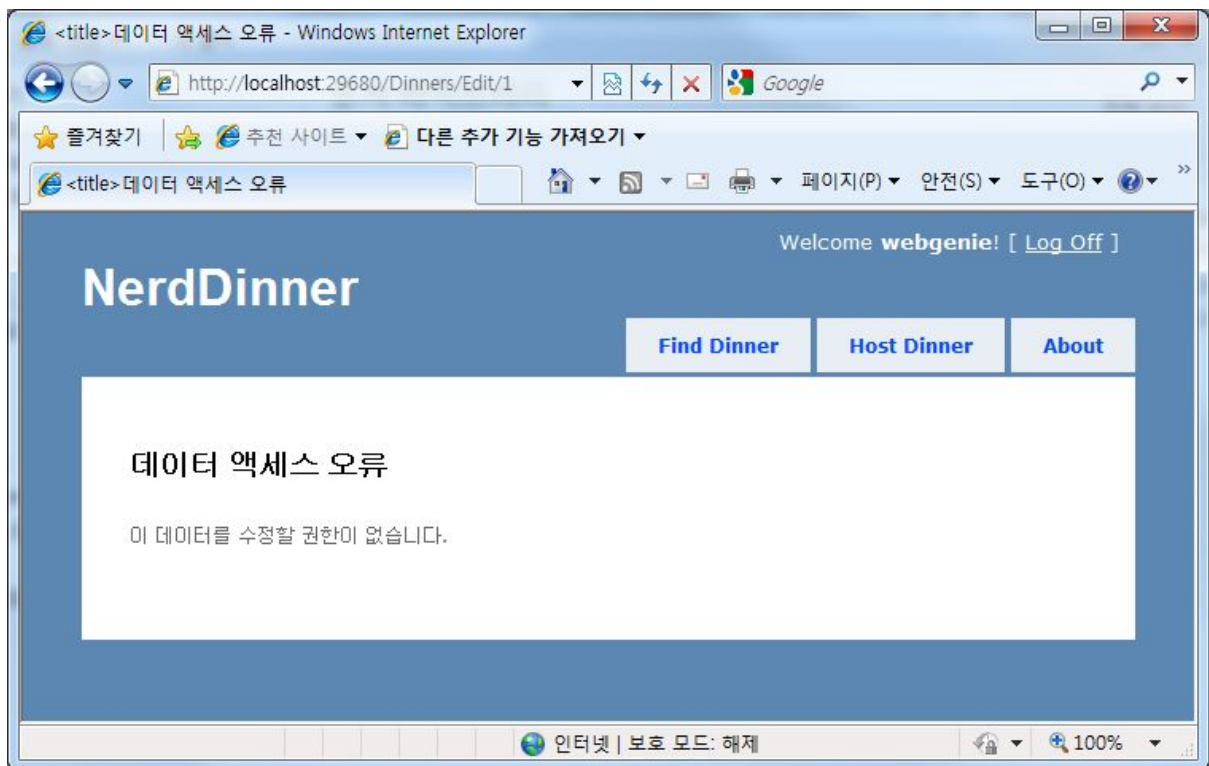 <title>데이터 액세스 오류 - Windows Internet Explorer
http://localhost:29680/Dinners/Edit/1
Google
즐겨찾기 추천 사이트 다른 추가 기능 가져오기
<title>데이터 액세스 오류
페이지(P) 안전(S) 도구(O)
Welcome webgenie! [ Log Off ]
NerdDinner
Find Dinner Host Dinner About
데이터 액세스 오류
이 데이터를 수정할 권한이 없습니다.
인터넷 | 보호 모드: 해제
100%